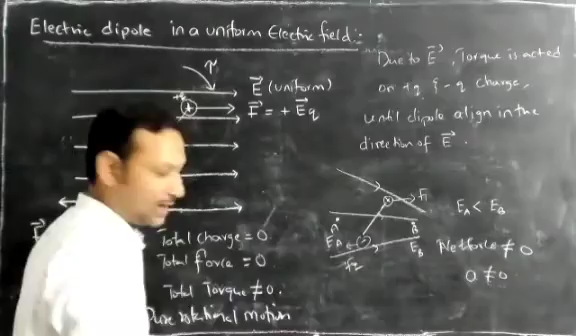 Electric dipole in a uniform Electric field:
τ
E⃗ (uniform)
+q
F⃗ = + E⃗q
F⃗
Total charge = 0
Total force = 0
Total Torque ≠ 0.
Pure rotational motion
Due to E⃗, Torque is acted
on +q & -q charge,
until dipole align in the
direction of E⃗.
F₁
A
B
E_A
E_B
F₂
E_A < E_B
Net force ≠ 0
0 ≠ 0